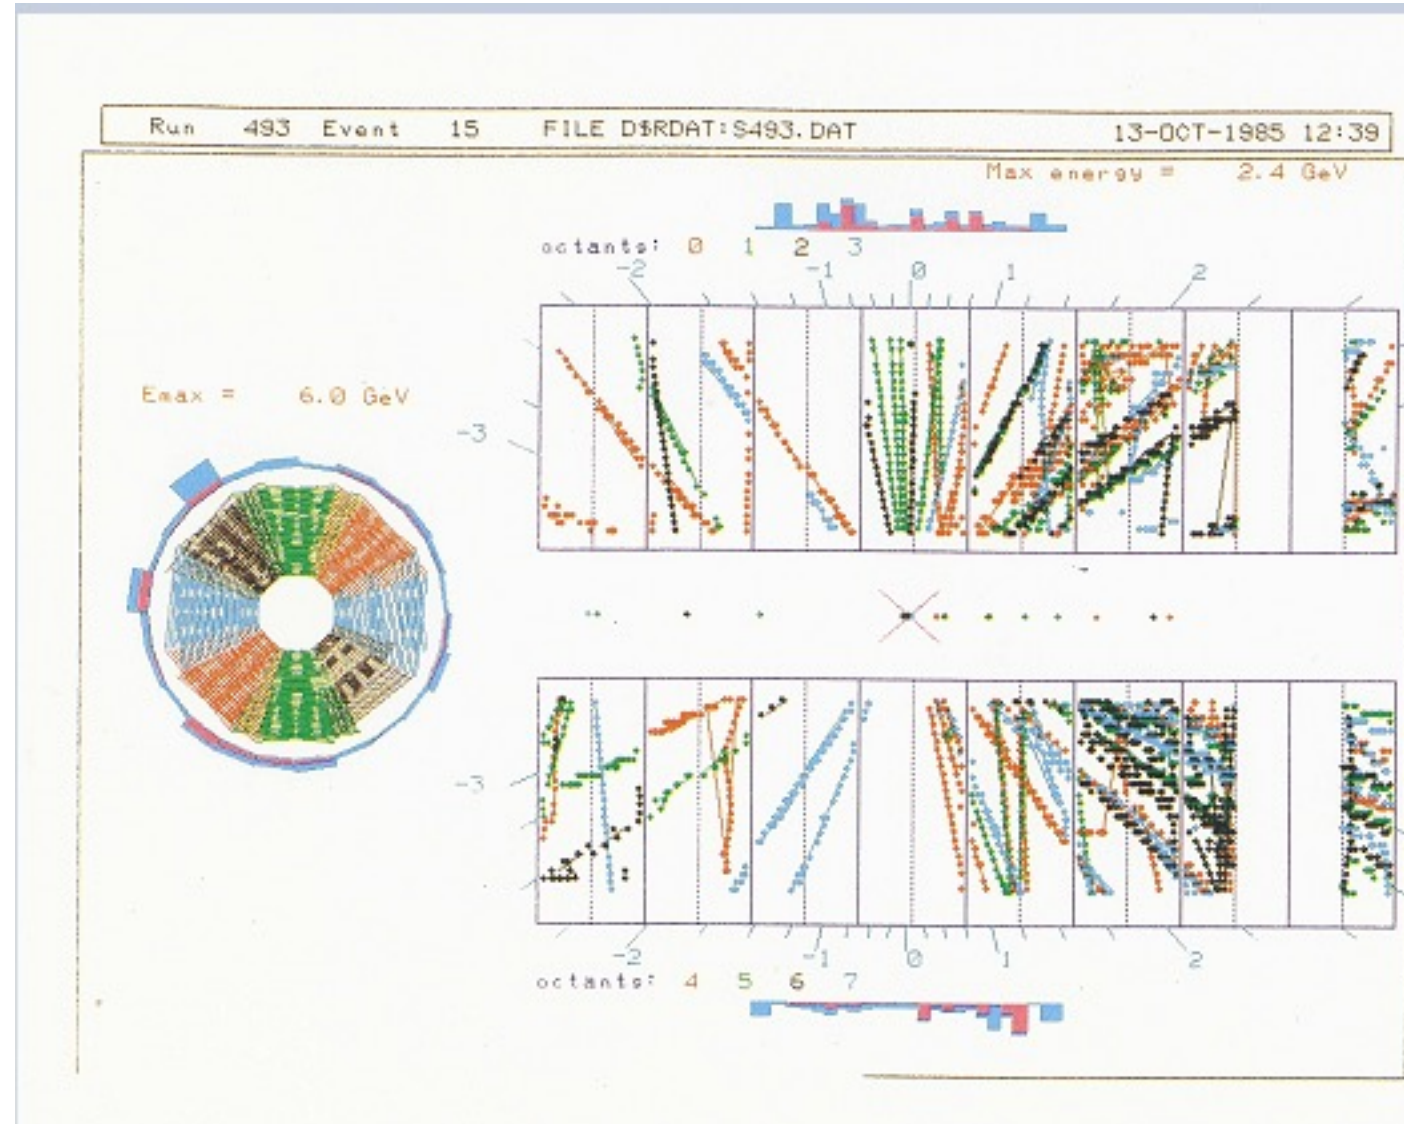 Run 493 Event 15 FILE D$RDAT:S493.DAT 13-OCT-1985 12:39
Max energy = 2.4 GeV
octants: 0 1 2 3
-2 -1 0 1 2
Emax = 6.0 GeV
-3
-3
-2 -1 0 1 2
octants: 4 5 6 7